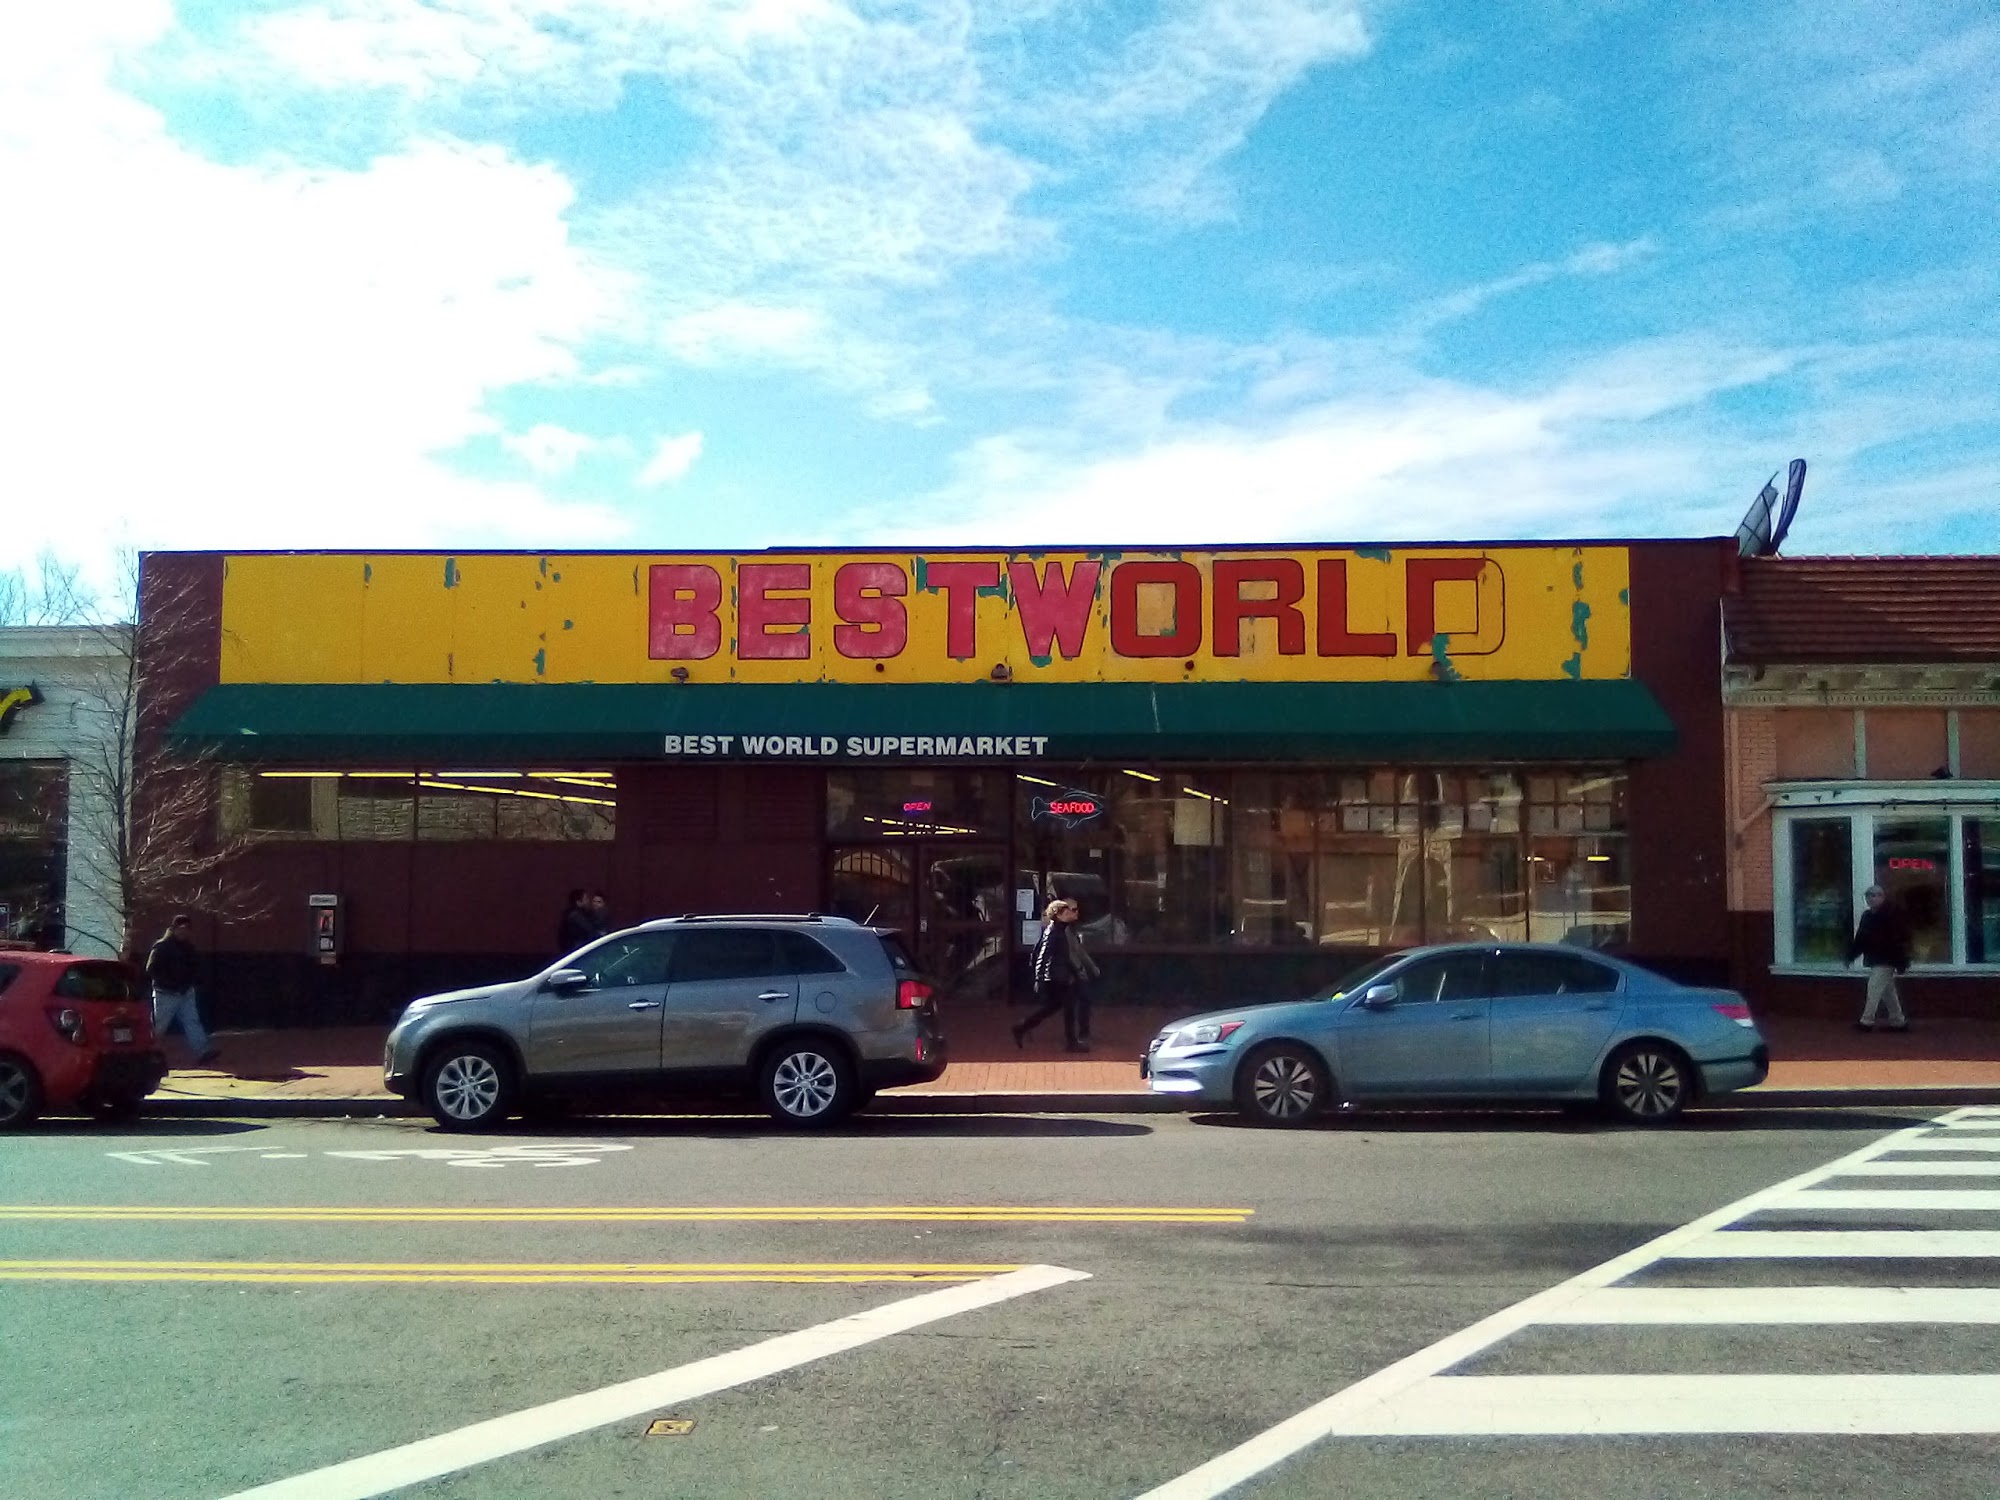 BESTWORLD
BEST WORLD SUPERMARKET
OPEN
SEAFOOD
OPEN